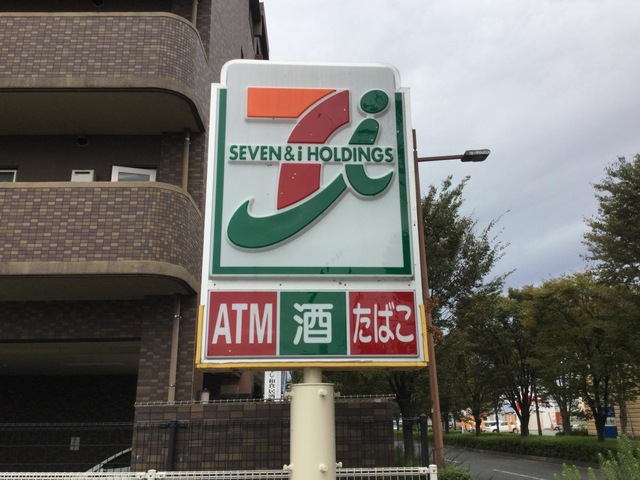 SEVEN&i HOLDINGS
ATM 酒 たばこ